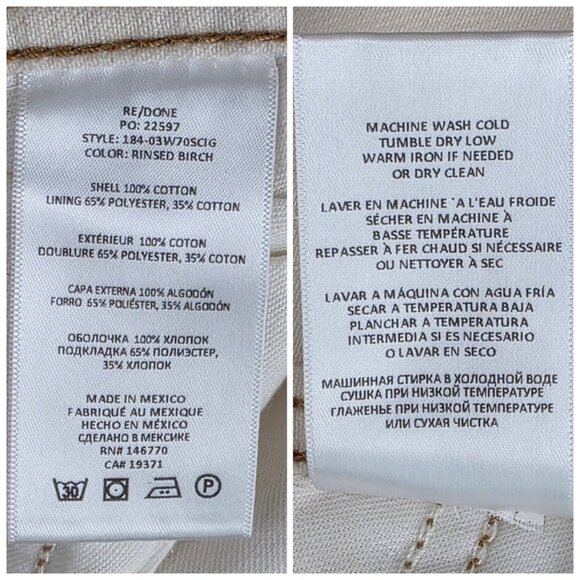 RE/DONE
PO: 22597
STYLE: 184-03W70SCIG
COLOR: RINSED BIRCH
SHELL 100% COTTON
LINING 65% POLYESTER, 35% COTON
EXTÉRIEUR 100% COTON
DOUBLURE 65% POLYESTER, 35% COTON
CAPA EXTERNA 100% ALGODÓN
FORRO 65% POLIÉSTER, 35% ALGODÓN
ОБОЛОЧКА 100% ХЛОПОК
ПОДКЛАДКА 65% ПОЛИЭСТЕР,
35% ХЛОПОК
MADE IN MEXICO
FABRIQUÉ AU MEXIQUE
HECHO EN MÉXICO
СДЕЛАНО В МЕКСИКЕ
RN# 146770
CA# 19371
30 P
MACHINE WASH COLD
TUMBLE DRY LOW
WARM IRON IF NEEDED
OR DRY CLEAN
LAVER EN MACHINE `A L'EAU FROIDE
SÉCHER EN MACHINE À
BASSE TEMPÉRATURE
REPASSER À FER CHAUD SI NÉCESSAIRE
OU NETTOYER À SEC
LAVAR A MÁQUINA CON AGUA FRÍA
SECAR A TEMPERATURA BAJA
PLANCHAR A TEMPERATURA
INTERMEDIA SI ES NECESARIO
O LAVAR EN SECO
МАШИННАЯ СТИРКА В ХОЛОДНОЙ ВОДЕ
СУШКА ПРИ НИЗКОЙ ТЕМПЕРАТУРЕ
ГЛАЖЕНЬЕ ПРИ НИЗКОЙ ТЕМПЕРАТУРЕ
ИЛИ СУХАЯ ЧИСТКА